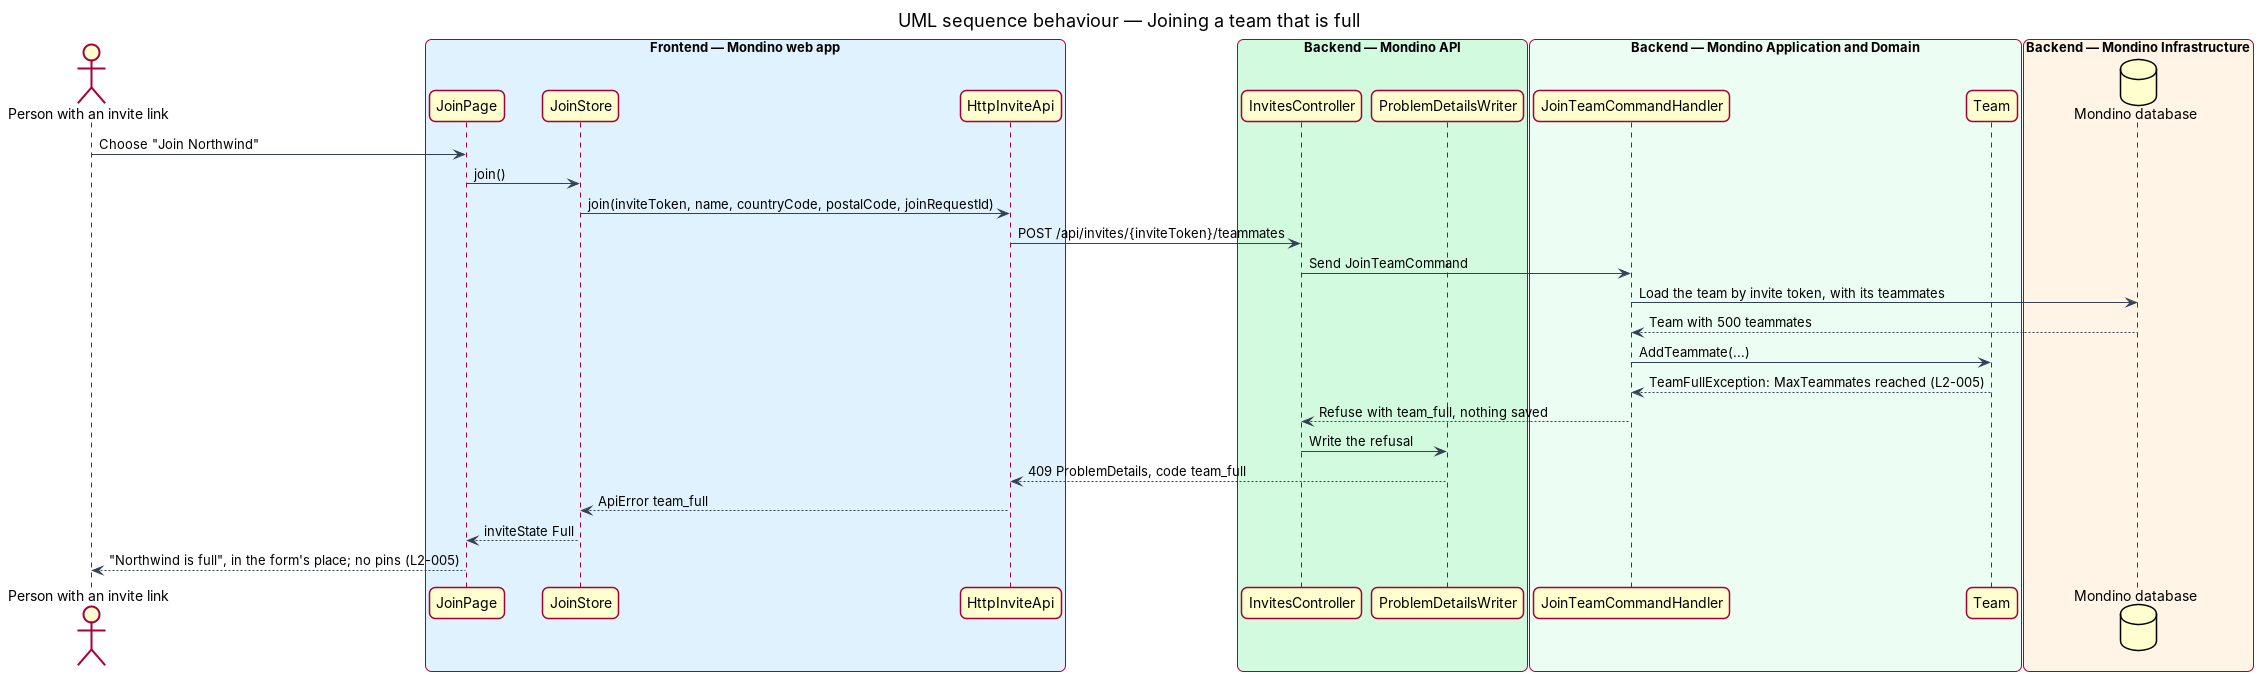 UML sequence behaviour — Joining a team that is full
Frontend — Mondino web app
Backend — Mondino API
Backend — Mondino Application and Domain
Backend — Mondino Infrastructure
Person with an invite link
JoinPage
JoinStore
HttpInviteApi
InvitesController
ProblemDetailsWriter
JoinTeamCommandHandler
Team
Mondino database
Choose "Join Northwind"
join()
join(inviteToken, name, countryCode, postalCode, joinRequestId)
POST /api/invites/{inviteToken}/teammates
Send JoinTeamCommand
Load the team by invite token, with its teammates
Team with 500 teammates
AddTeammate(...)
TeamFullException: MaxTeammates reached (L2-005)
Refuse with team_full, nothing saved
Write the refusal
409 ProblemDetails, code team_full
ApiError team_full
inviteState Full
"Northwind is full", in the form's place; no pins (L2-005)
Person with an invite link
JoinPage
JoinStore
HttpInviteApi
InvitesController
ProblemDetailsWriter
JoinTeamCommandHandler
Team
Mondino database